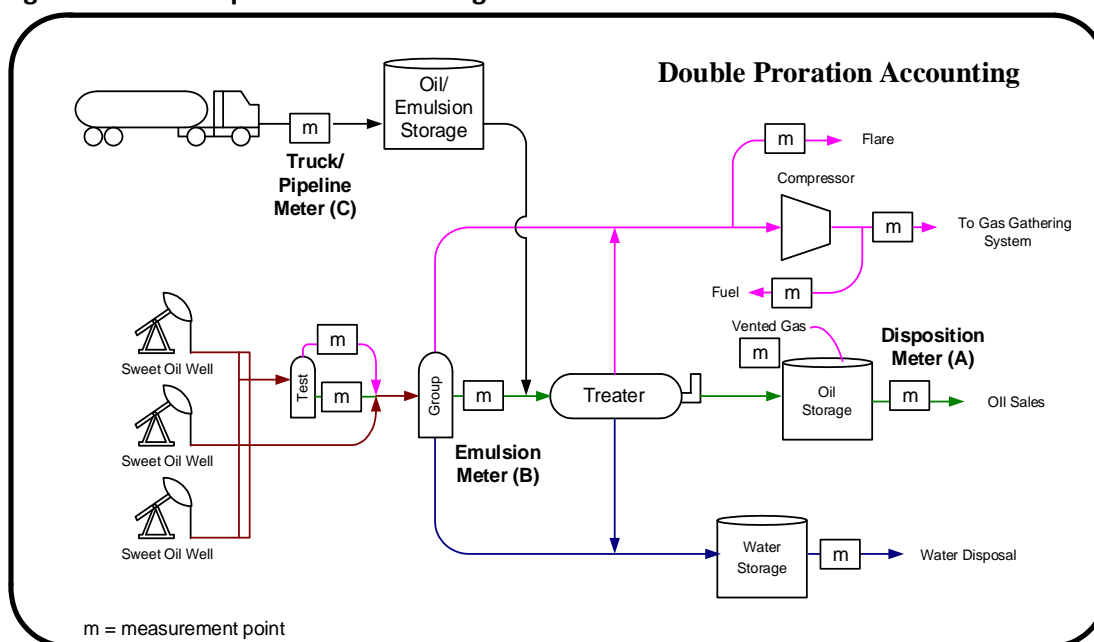 Double Proration Accounting
Oil/
Emulsion
Storage
m
Truck/
Pipeline
Meter (C)
m
Flare
Compressor
m
To Gas Gathering
System
Fuel
m
Vented Gas
m
Disposition
Meter (A)
Sweet Oil Well
Sweet Oil Well
Sweet Oil Well
Test
m
m
Group
m
Emulsion
Meter (B)
Treater
Oil
Storage
m
OIl Sales
Water
Storage
m
Water Disposal
m = measurement point